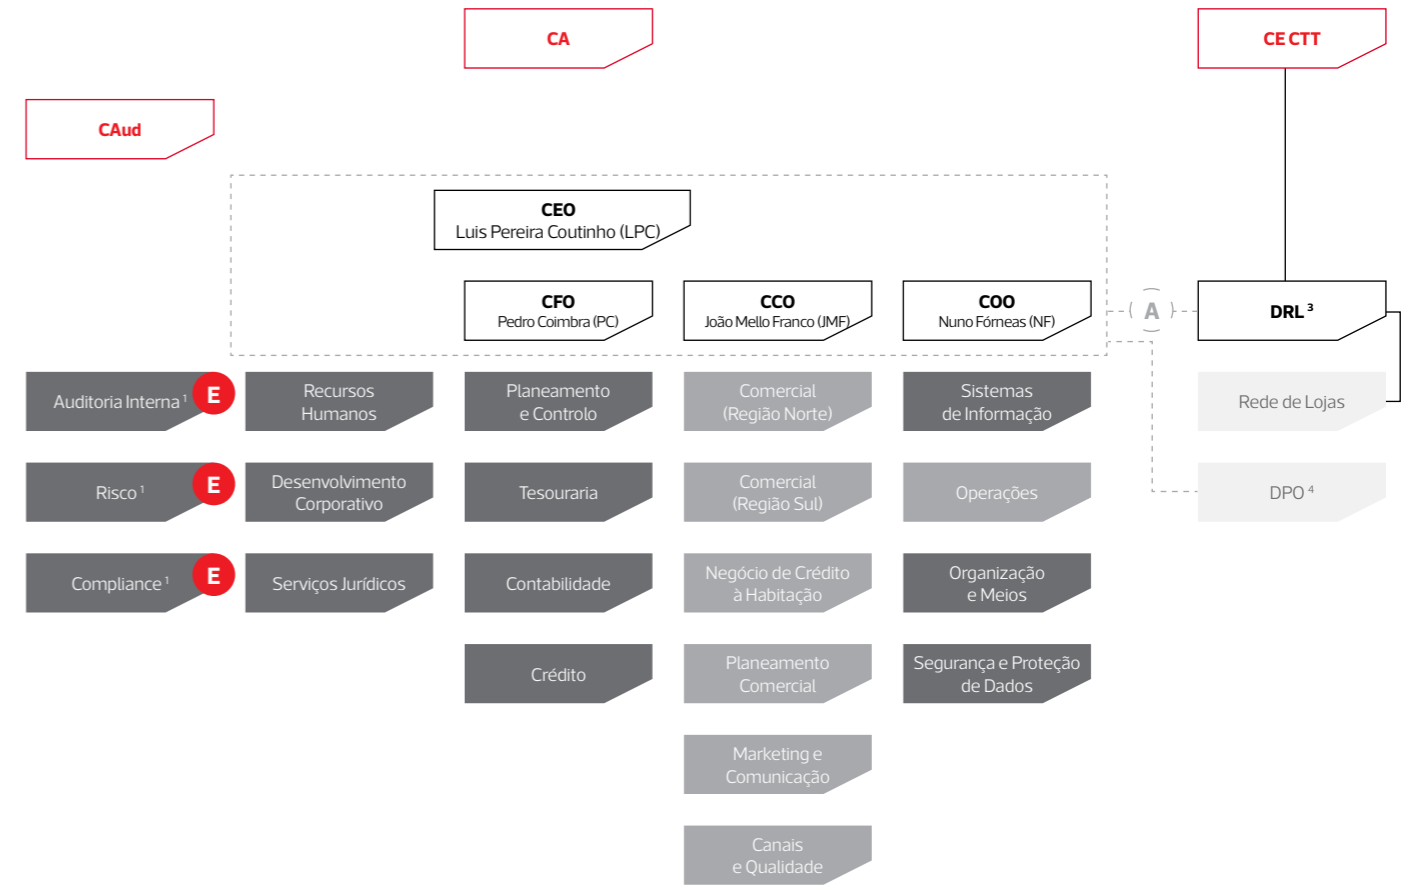 CA
CE CTT
CAud
CEO
Luis Pereira Coutinho (LPC)
CFO
Pedro Coimbra (PC)
CCO
João Mello Franco (JMF)
COO
Nuno Fórneas (NF)
A
DRL ³
Auditoria Interna ¹
E
Recursos
Humanos
Planeamento
e Controlo
Comercial
(Região Norte)
Sistemas
de Informação
Rede de Lojas
Risco ¹
E
Desenvolvimento
Corporativo
Tesouraria
Comercial
(Região Sul)
Operações
DPO ⁴
Compliance ¹
E
Serviços Jurídicos
Contabilidade
Negócio de Crédito
à Habitação
Organização
e Meios
Crédito
Planeamento
Comercial
Segurança e Proteção
de Dados
Marketing e
Comunicação
Canais
e Qualidade